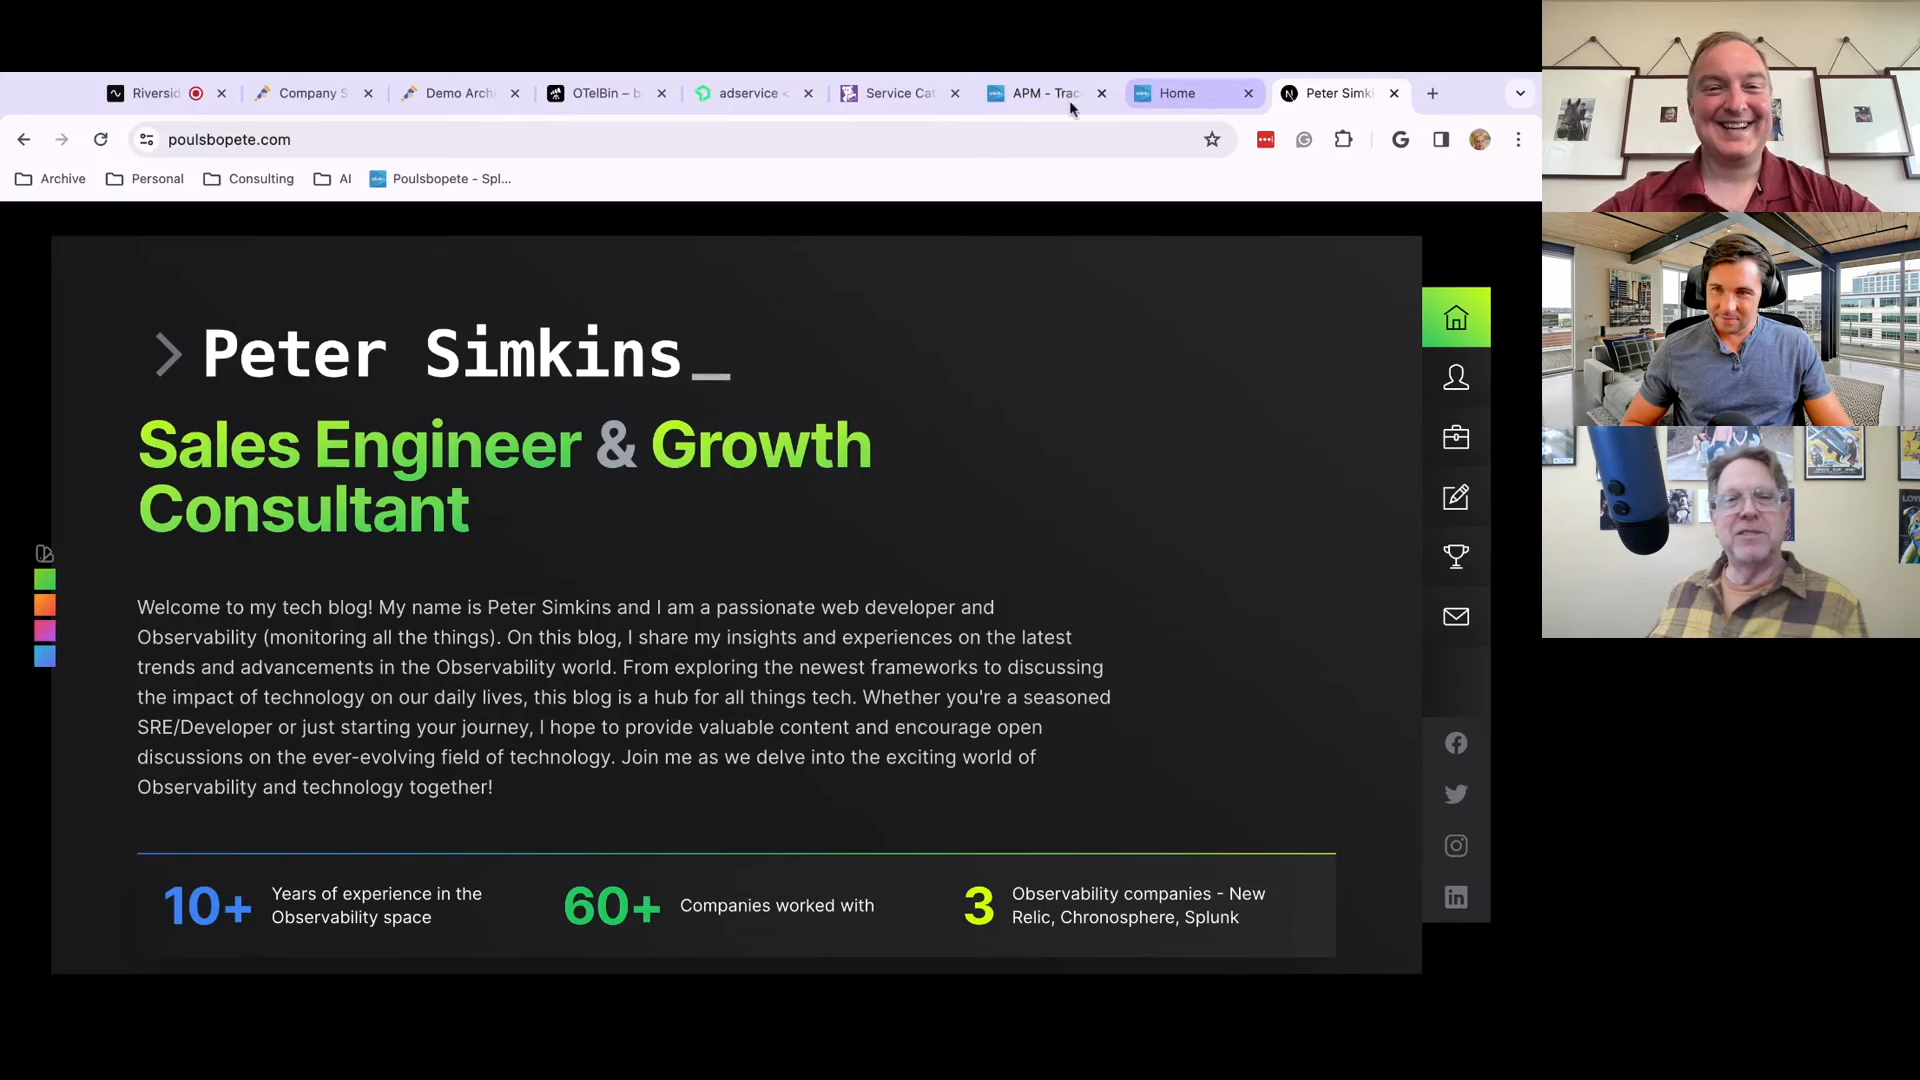 Riversid
Company S
Demo Archi
OTelBin – b
adservice <
Service Cat
APM - Trac
Home
Peter Simki
poulsbopete.com
Archive
Personal
Consulting
AI
Poulsbopete - Spl...
> Peter Simkins_
Sales Engineer & Growth
Consultant
Welcome to my tech blog! My name is Peter Simkins and I am a passionate web developer and
Observability (monitoring all the things). On this blog, I share my insights and experiences on the latest
trends and advancements in the Observability world. From exploring the newest frameworks to discussing
the impact of technology on our daily lives, this blog is a hub for all things tech. Whether you're a seasoned
SRE/Developer or just starting your journey, I hope to provide valuable content and encourage open
discussions on the ever-evolving field of technology. Join me as we delve into the exciting world of
Observability and technology together!
10+
Years of experience in the
Observability space
60+
Companies worked with
3
Observability companies - New
Relic, Chronosphere, Splunk